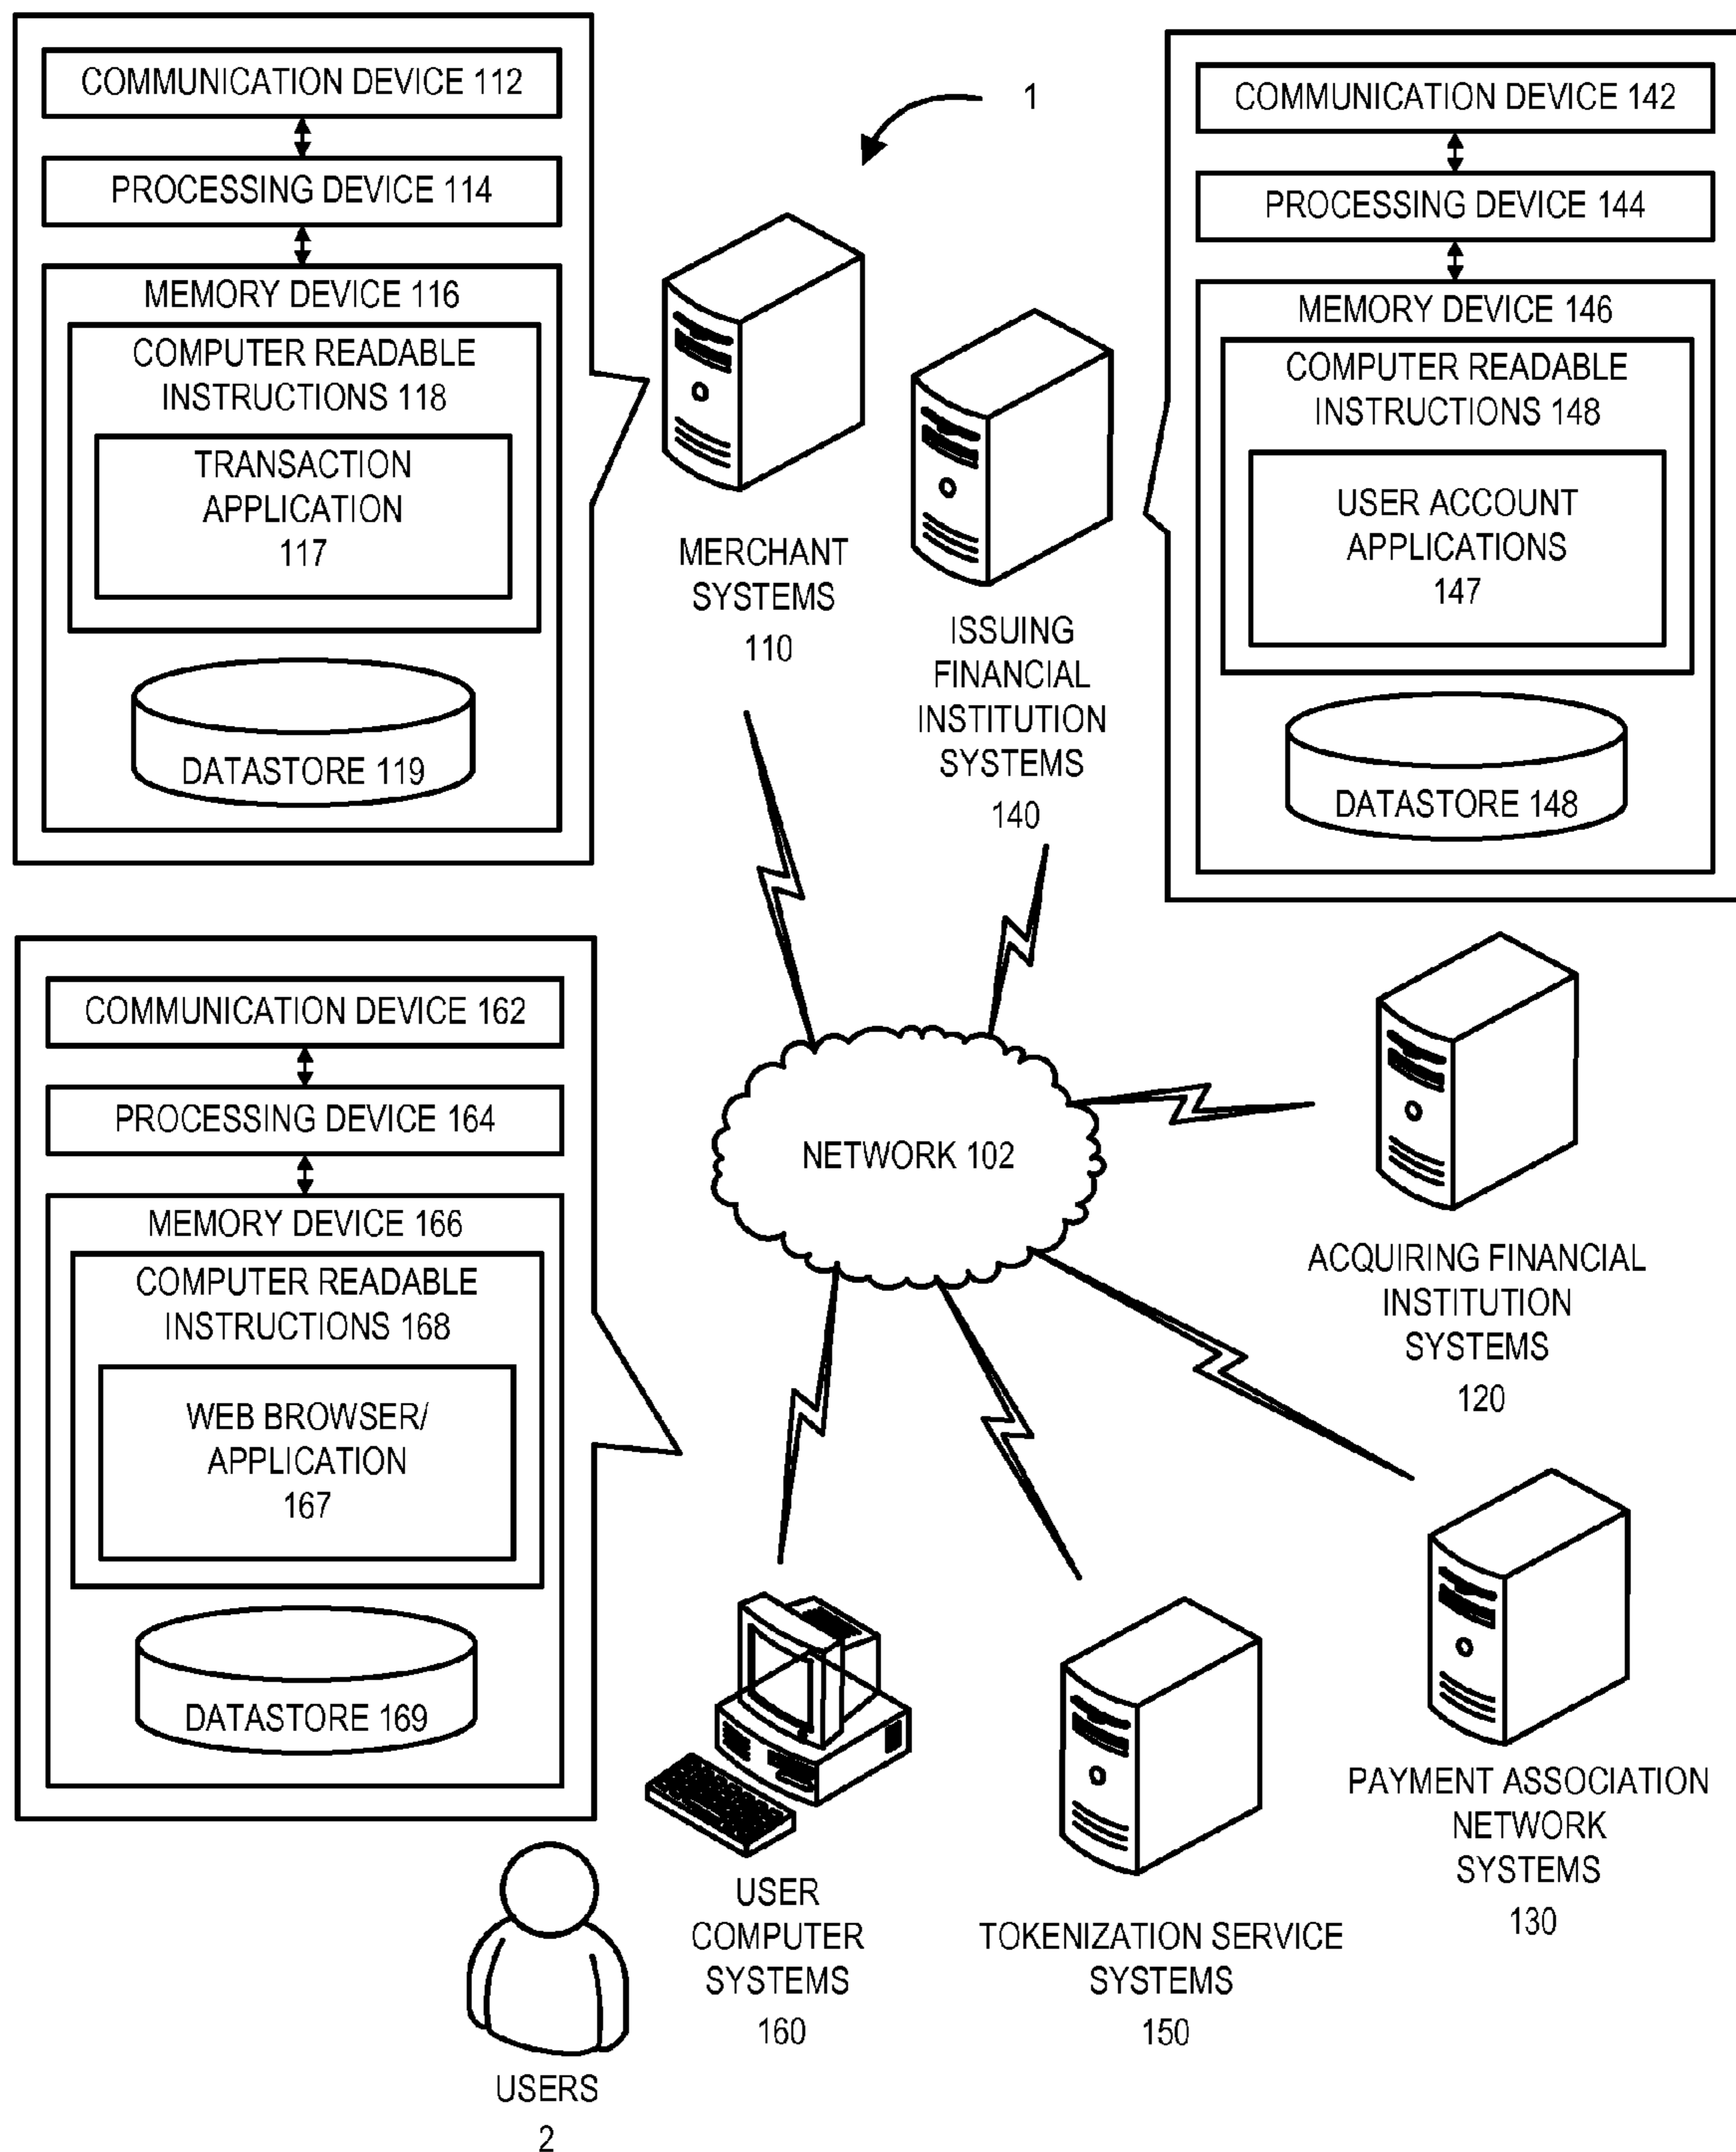 COMMUNICATION DEVICE 112
PROCESSING DEVICE 114
MEMORY DEVICE 116
COMPUTER READABLE
INSTRUCTIONS 118
TRANSACTION
APPLICATION
117
DATASTORE 119
1
MERCHANT
SYSTEMS
110
ISSUING
FINANCIAL
INSTITUTION
SYSTEMS
140
COMMUNICATION DEVICE 142
PROCESSING DEVICE 144
MEMORY DEVICE 146
COMPUTER READABLE
INSTRUCTIONS 148
USER ACCOUNT
APPLICATIONS
147
DATASTORE 148
COMMUNICATION DEVICE 162
PROCESSING DEVICE 164
MEMORY DEVICE 166
COMPUTER READABLE
INSTRUCTIONS 168
WEB BROWSER/
APPLICATION
167
DATASTORE 169
NETWORK 102
ACQUIRING FINANCIAL
INSTITUTION
SYSTEMS
120
PAYMENT ASSOCIATION
NETWORK
SYSTEMS
130
TOKENIZATION SERVICE
SYSTEMS
150
USER
COMPUTER
SYSTEMS
160
USERS
2